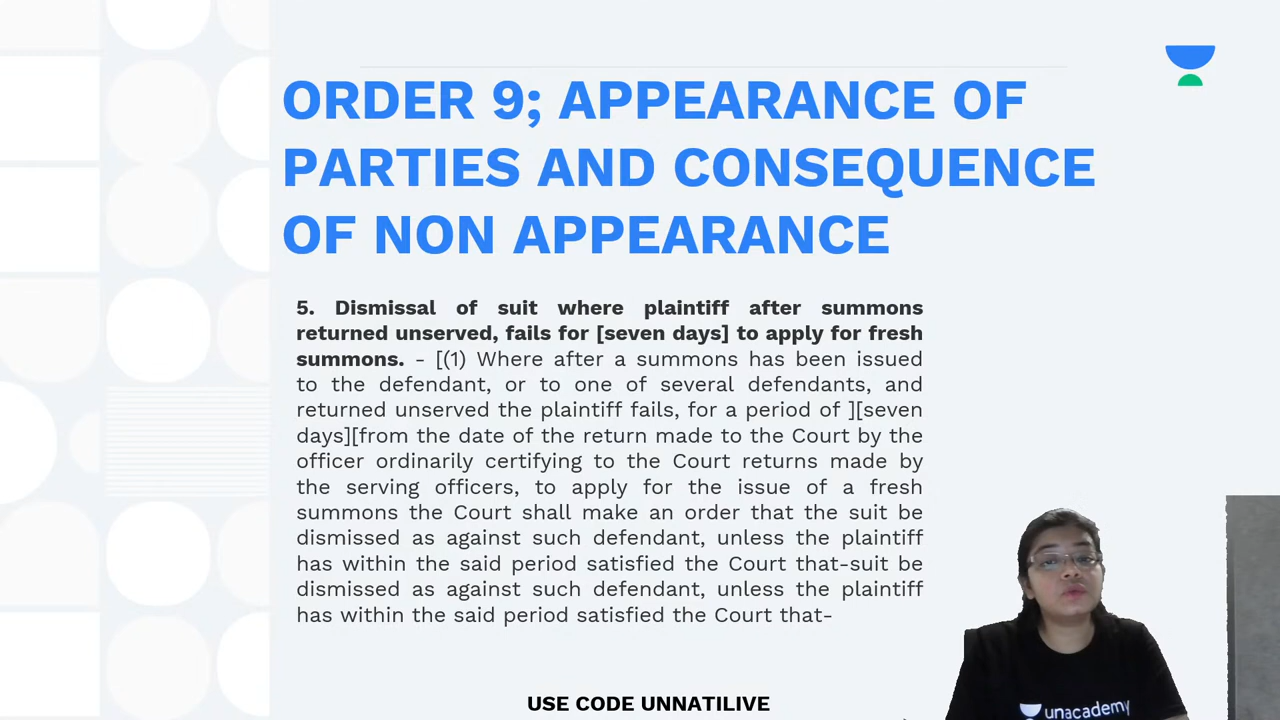 ORDER 9; APPEARANCE OF
PARTIES AND CONSEQUENCE
OF NON APPEARANCE
5. Dismissal of suit where plaintiff after summons
returned unserved, fails for [seven days] to apply for fresh
summons. - [(1) Where after a summons has been issued
to the defendant, or to one of several defendants, and
returned unserved the plaintiff fails, for a period of ][seven
days][from the date of the return made to the Court by the
officer ordinarily certifying to the Court returns made by
the serving officers, to apply for the issue of a fresh
summons the Court shall make an order that the suit be
dismissed as against such defendant, unless the plaintiff
has within the said period satisfied the Court that-suit be
dismissed as against such defendant, unless the plaintiff
has within the said period satisfied the Court that-
unacademy
USE CODE UNNATILIVE